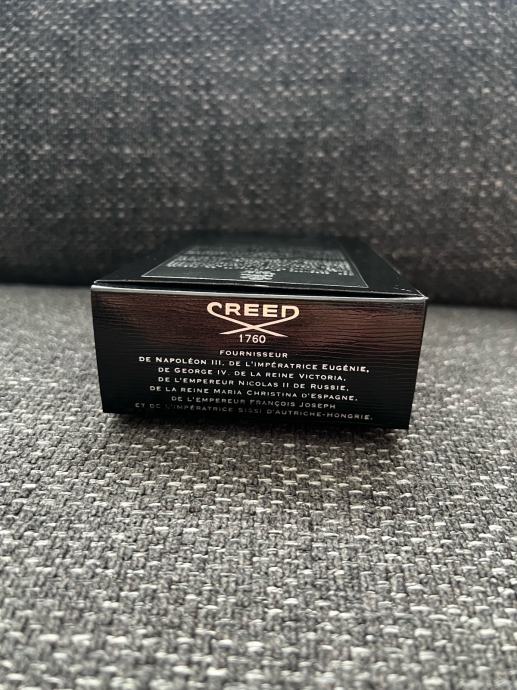 CREED
1760
FOURNISSEUR
DE NAPOLÉON III, DE L'IMPÉRATRICE EUGÉNIE,
DE GEORGE IV, DE LA REINE VICTORIA,
DE L'EMPEREUR NICOLAS II DE RUSSIE,
DE LA REINE MARIA CHRISTINA D'ESPAGNE,
DE L'EMPEREUR FRANÇOIS JOSEPH
ET DE L'IMPÉRATRICE SISSI D'AUTRICHE-HONGRIE.